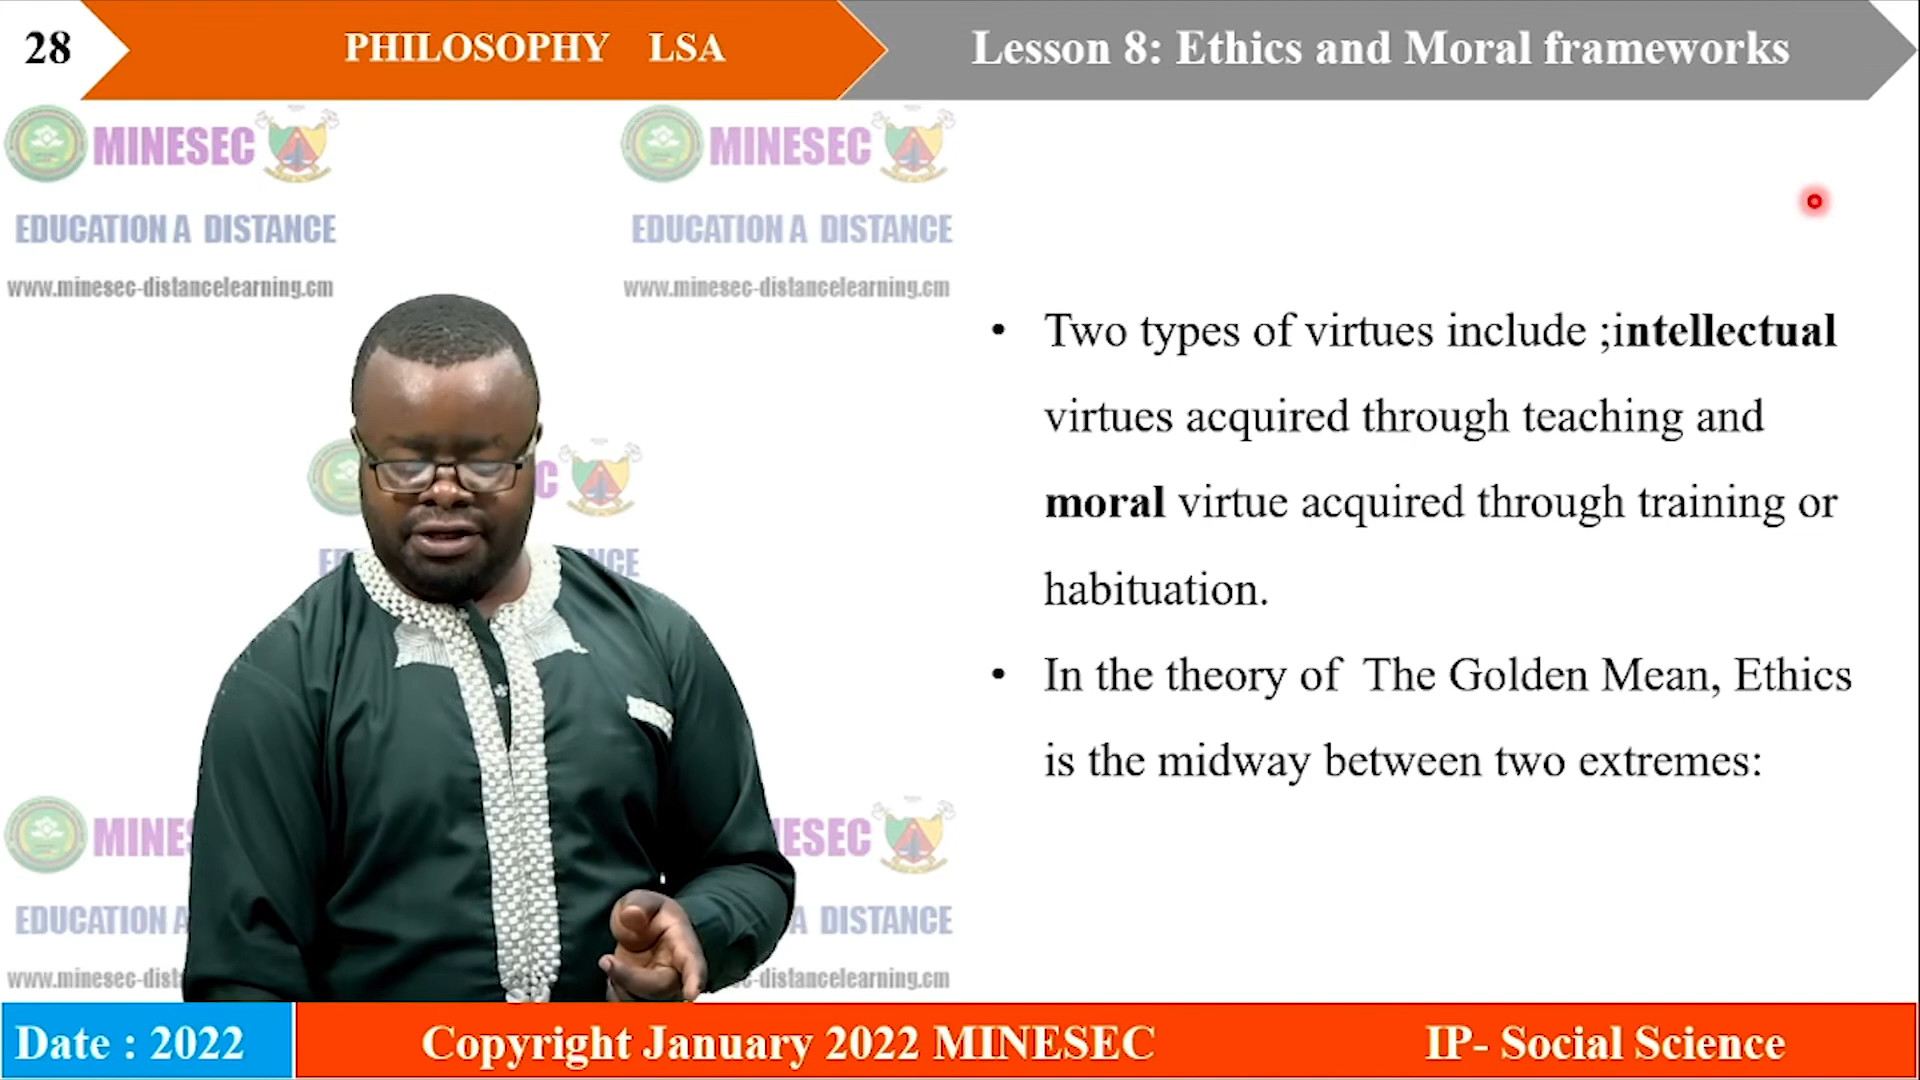 28
PHILOSOPHY LSA
Lesson 8: Ethics and Moral frameworks
MINESEC
EDUCATION A DISTANCE
www.minesec-distancelearning.cm
MINESEC
EDUCATION A DISTANCE
www.minesec-distancelearning.cm
• Two types of virtues include ;intellectual
virtues acquired through teaching and
moral virtue acquired through training or
habituation.
• In the theory of The Golden Mean, Ethics
is the midway between two extremes:
C
ED
NCE
MINES
EDUCATION A
www.minesec-dist
ESEC
A DISTANCE
-distancelearning.cm
Date : 2022
Copyright January 2022 MINESEC
IP- Social Science